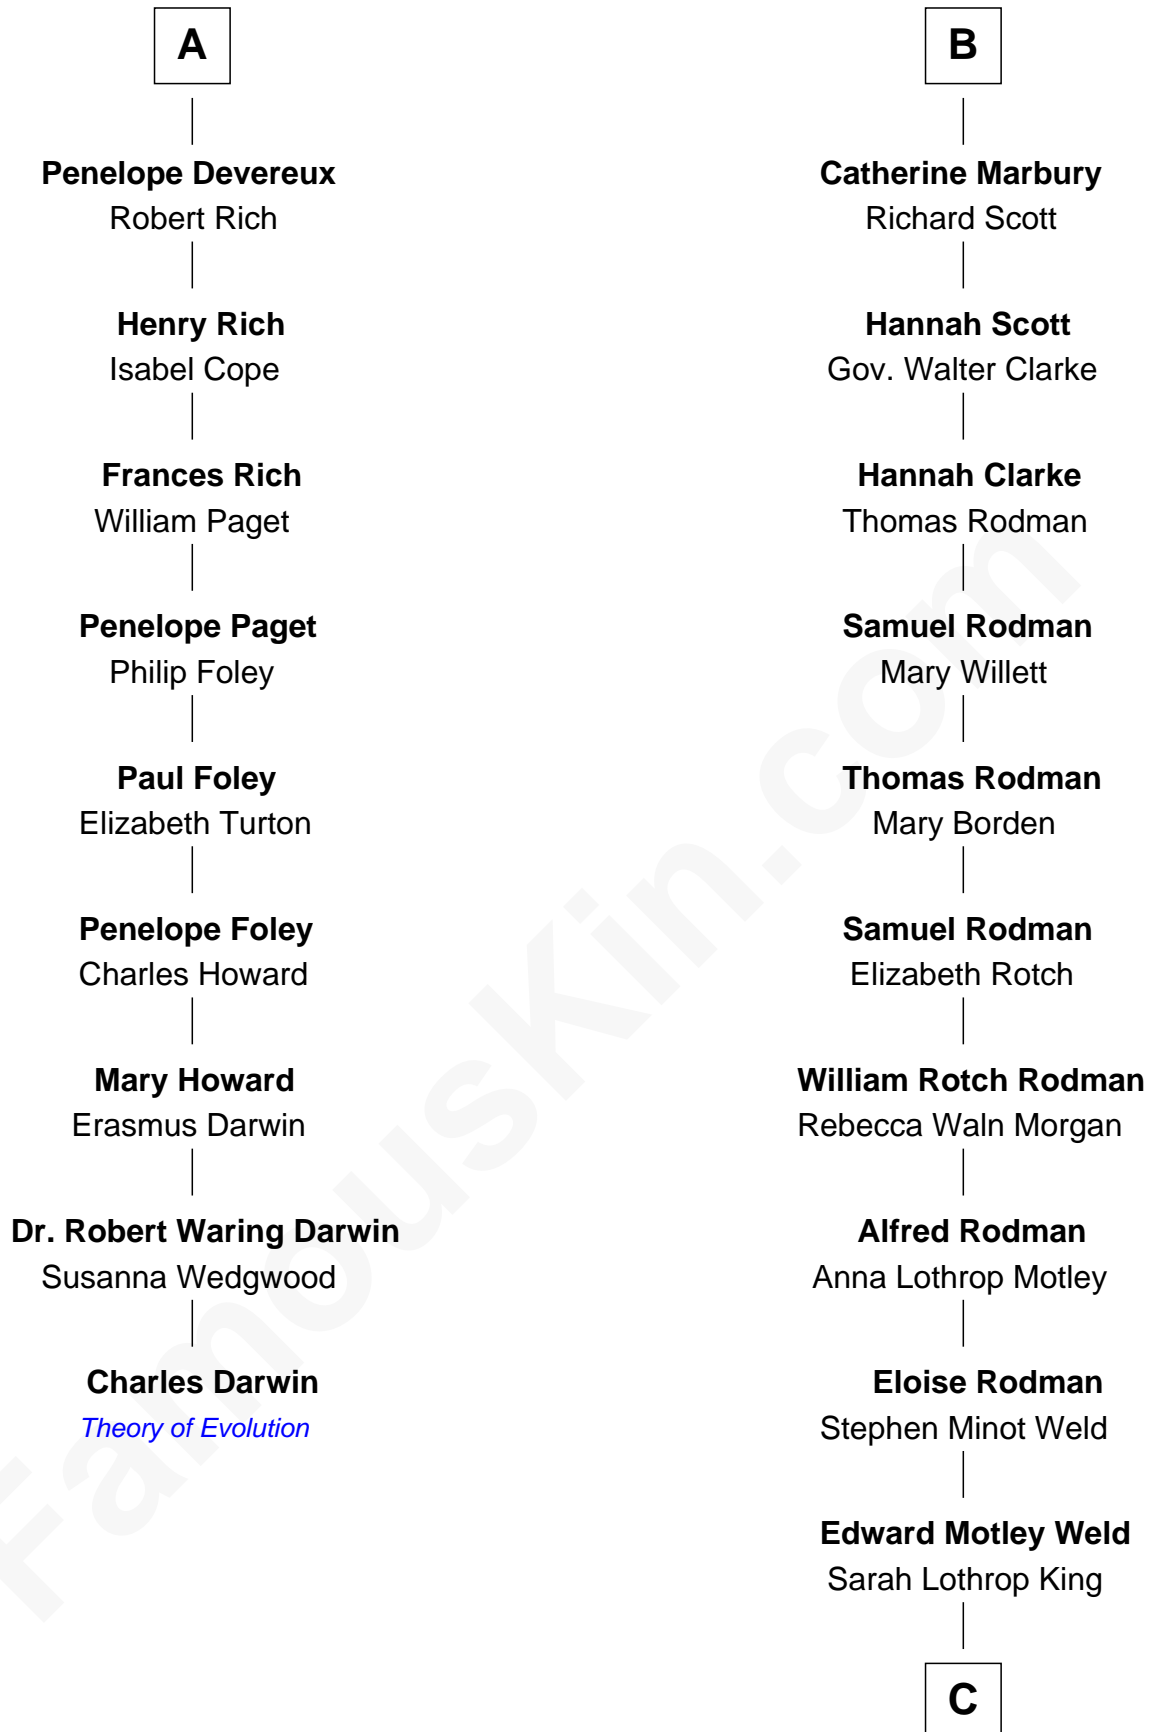 A
Penelope Devereux
Robert Rich
Henry Rich
Isabel Cope
Frances Rich
William Paget
Penelope Paget
Philip Foley
Paul Foley
Elizabeth Turton
Penelope Foley
Charles Howard
Mary Howard
Erasmus Darwin
Dr. Robert Waring Darwin
Susanna Wedgwood
Charles Darwin
Theory of Evolution
B
Catherine Marbury
Richard Scott
Hannah Scott
Gov. Walter Clarke
Hannah Clarke
Thomas Rodman
Samuel Rodman
Mary Willett
Thomas Rodman
Mary Borden
Samuel Rodman
Elizabeth Rotch
William Rotch Rodman
Rebecca Waln Morgan
Alfred Rodman
Anna Lothrop Motley
Eloise Rodman
Stephen Minot Weld
Edward Motley Weld
Sarah Lothrop King
C
FamousKin.com